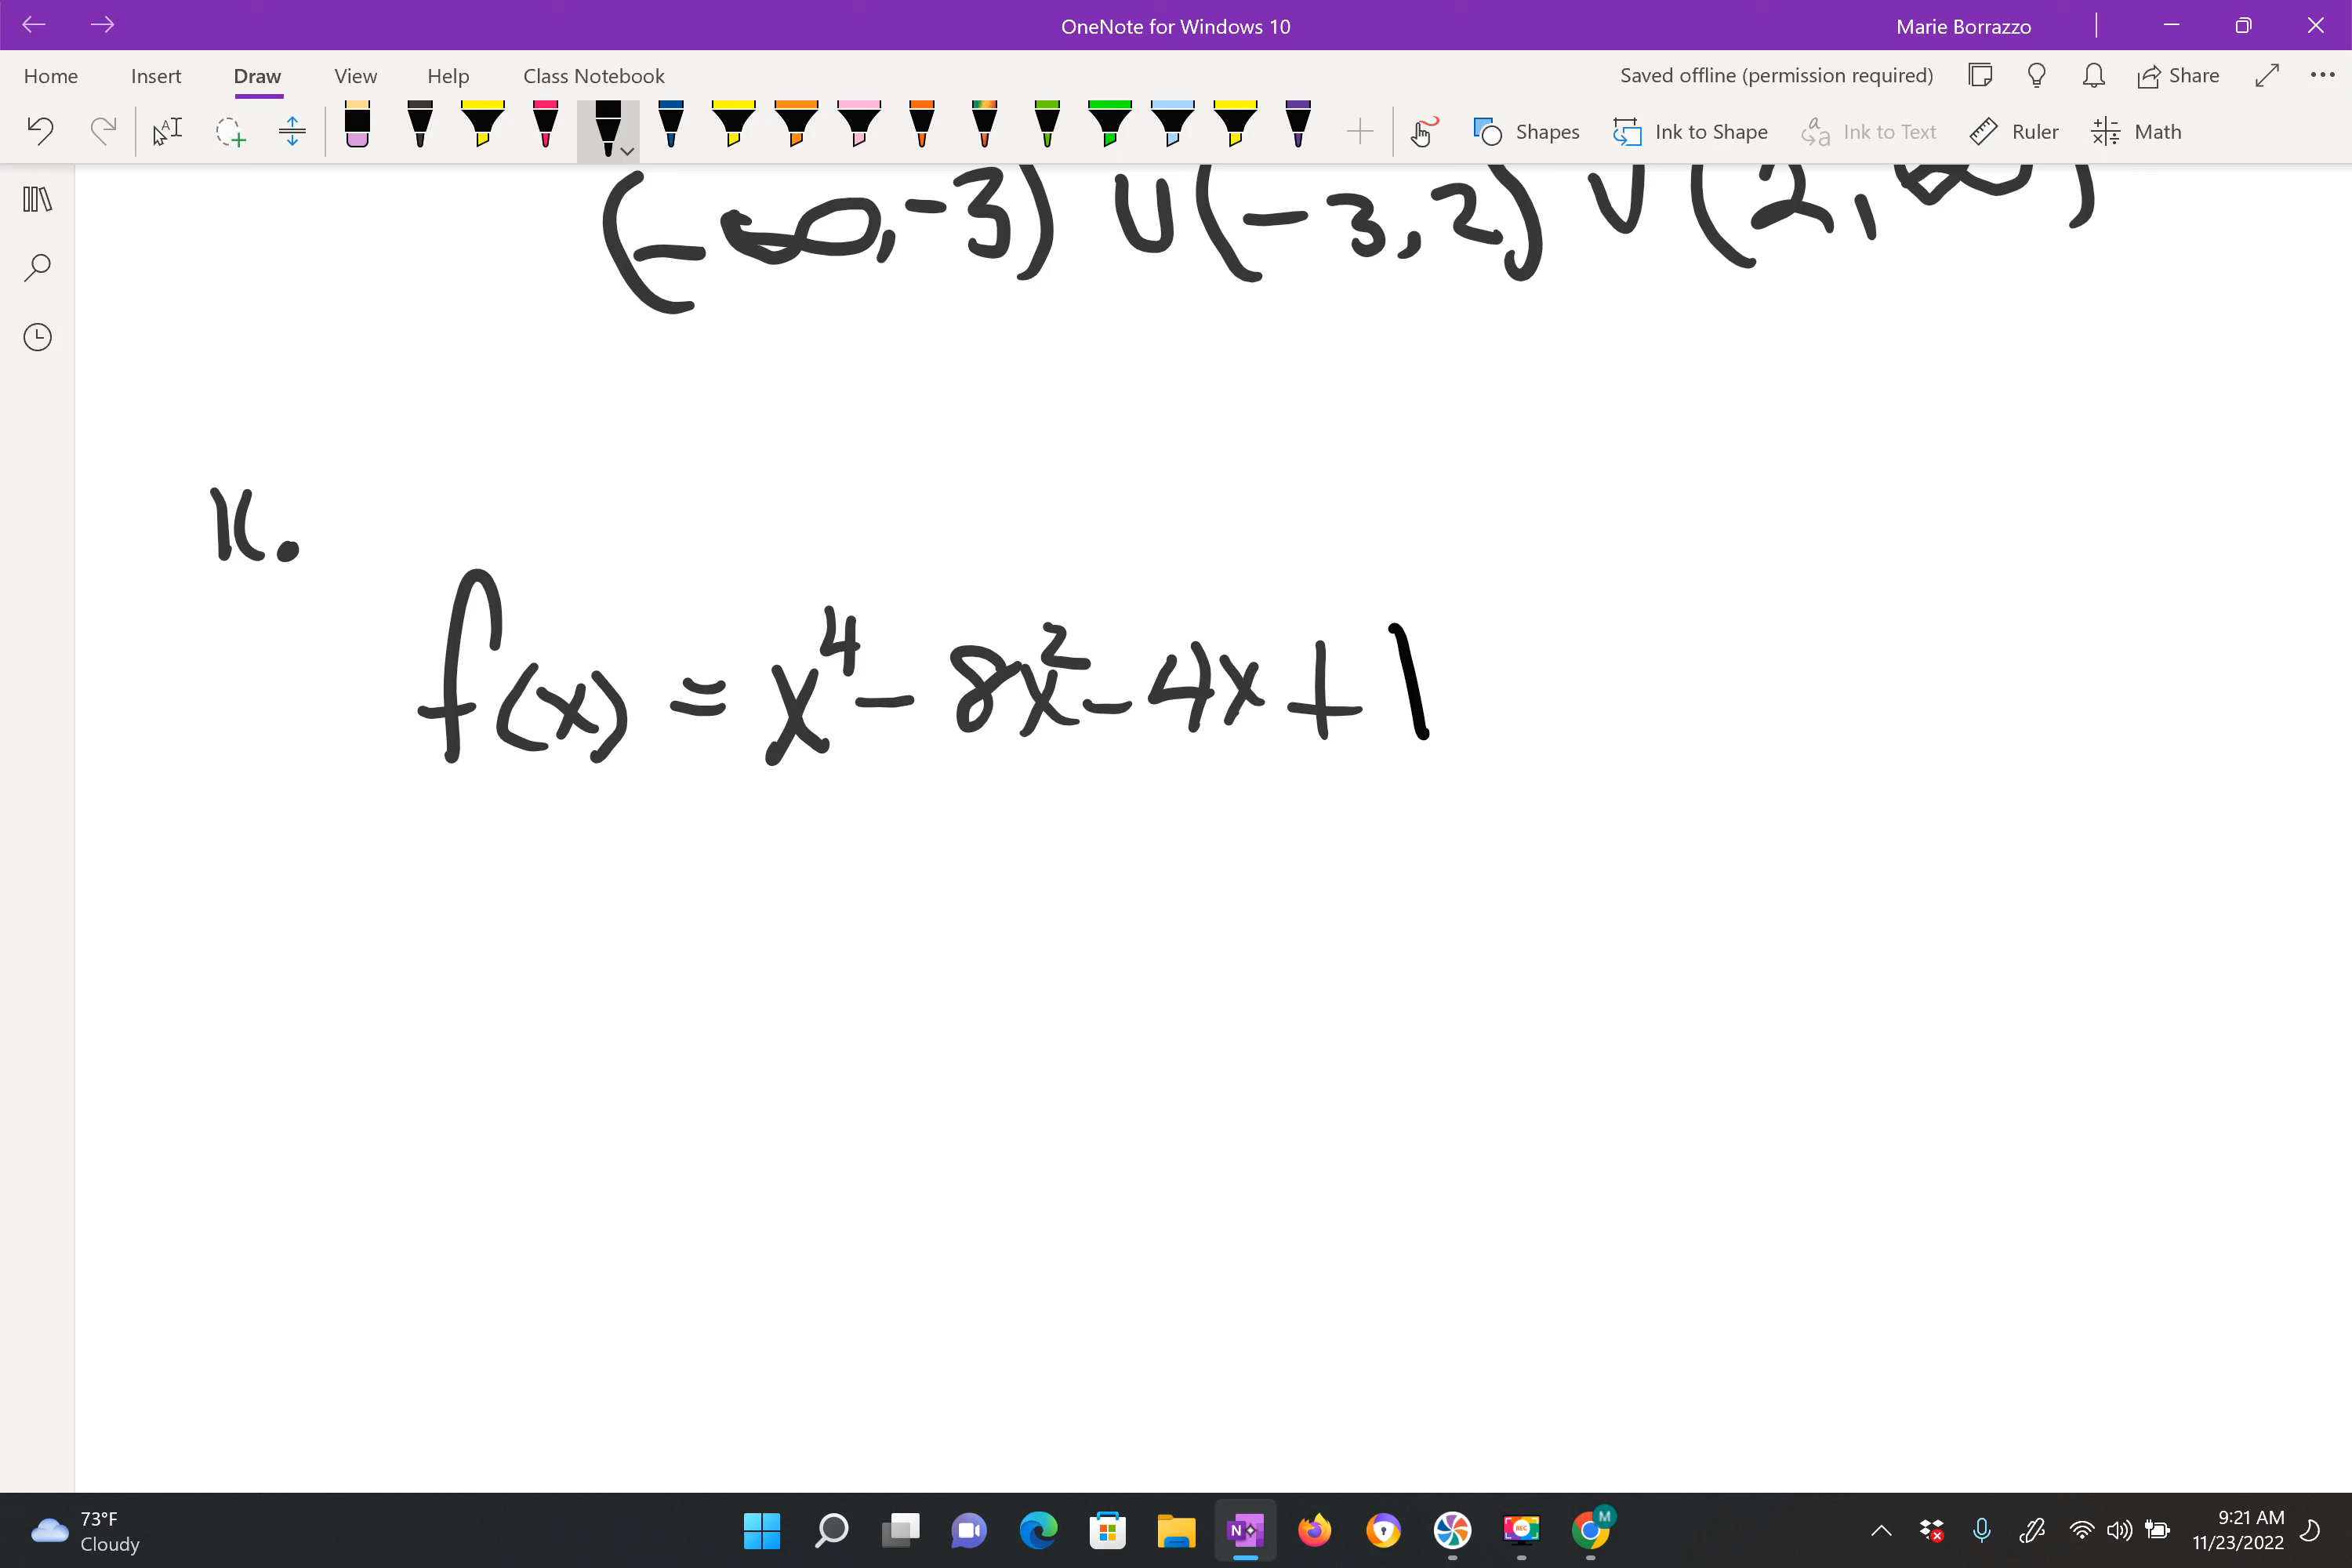 OneNote for Windows 10
Marie Borrazzo
Home Insert Draw View Help Class Notebook
Saved offline (permission required) Share
Shapes Ink to Shape Ink to Text Ruler Math
(-∞,-3) ∪ (-3,2) ∪ (2,∞)
K.
f(x) = x⁴ - 8x² - 4x + 1
73°F
Cloudy
9:21 AM
11/23/2022